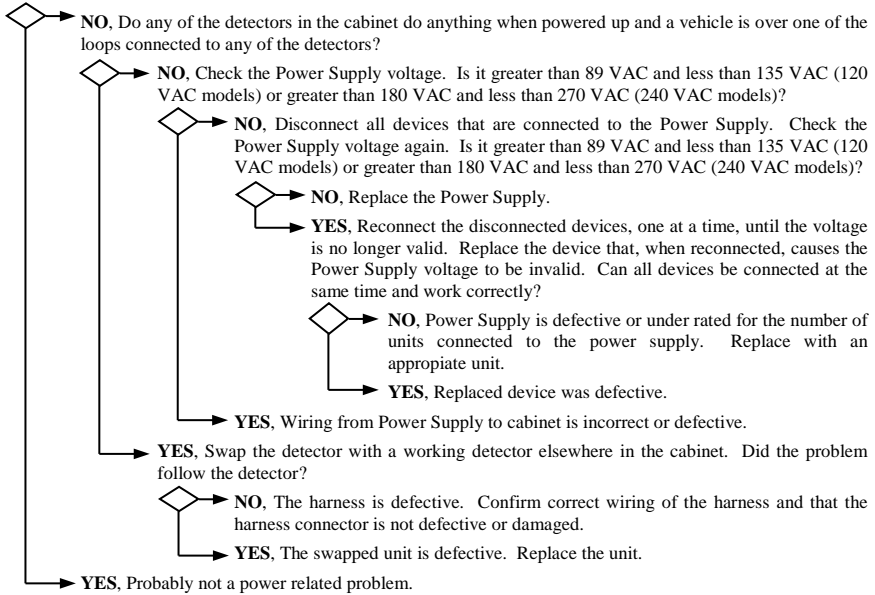 NO, Do any of the detectors in the cabinet do anything when powered up and a vehicle is over one of the
loops connected to any of the detectors?
NO, Check the Power Supply voltage. Is it greater than 89 VAC and less than 135 VAC (120
VAC models) or greater than 180 VAC and less than 270 VAC (240 VAC models)?
NO, Disconnect all devices that are connected to the Power Supply. Check the
Power Supply voltage again. Is it greater than 89 VAC and less than 135 VAC (120
VAC models) or greater than 180 VAC and less than 270 VAC (240 VAC models)?
NO, Replace the Power Supply.
YES, Reconnect the disconnected devices, one at a time, until the voltage
is no longer valid. Replace the device that, when reconnected, causes the
Power Supply voltage to be invalid. Can all devices be connected at the
same time and work correctly?
NO, Power Supply is defective or under rated for the number of
units connected to the power supply. Replace with an
appropiate unit.
YES, Replaced device was defective.
YES, Wiring from Power Supply to cabinet is incorrect or defective.
YES, Swap the detector with a working detector elsewhere in the cabinet. Did the problem
follow the detector?
NO, The harness is defective. Confirm correct wiring of the harness and that the
harness connector is not defective or damaged.
YES, The swapped unit is defective. Replace the unit.
YES, Probably not a power related problem.